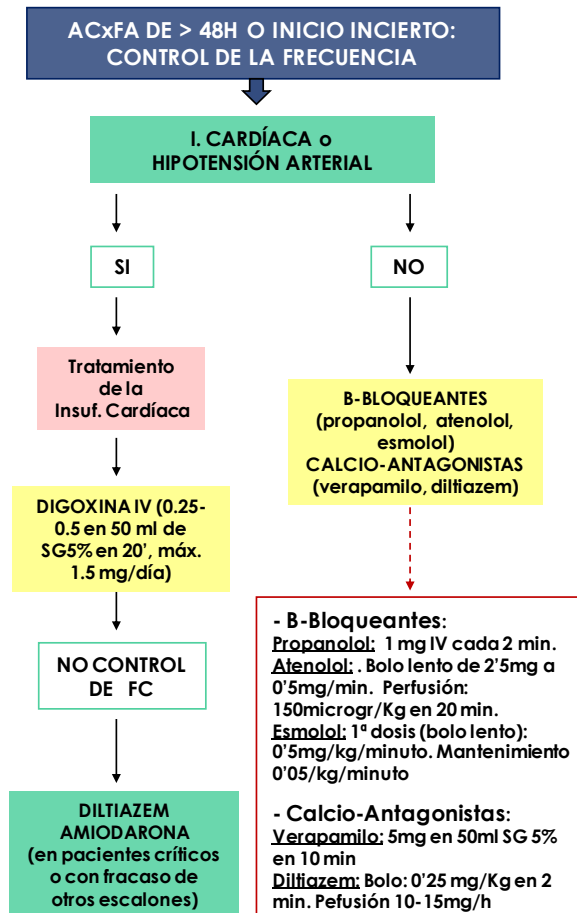 ACxFA DE > 48H O INICIO INCIERTO:
CONTROL DE LA FRECUENCIA
I. CARDÍACA o
HIPOTENSIÓN ARTERIAL
SI
NO
Tratamiento
de la
Insuf. Cardíaca
B-BLOQUEANTES
(propanolol, atenolol,
esmolol)
CALCIO-ANTAGONISTAS
(verapamilo, diltiazem)
DIGOXINA IV (0.25-
0.5 en 50 ml de
SG5% en 20', máx.
1.5 mg/día)
NO CONTROL
DE FC
DILTIAZEM
AMIODARONA
(en pacientes críticos
o con fracaso de
otros escalones)
- B-Bloqueantes:
Propanolol: 1 mg IV cada 2 min.
Atenolol: . Bolo lento de 2'5mg a
0'5mg/min. Perfusión:
150microgr/Kg en 20 min.
Esmolol: 1ª dosis (bolo lento):
0'5mg/kg/minuto. Mantenimiento
0'05/kg/minuto
- Calcio-Antagonistas:
Verapamilo: 5mg en 50ml SG 5%
en 10 min
Diltiazem: Bolo: 0'25 mg/Kg en 2
min. Pefusión 10-15mg/h